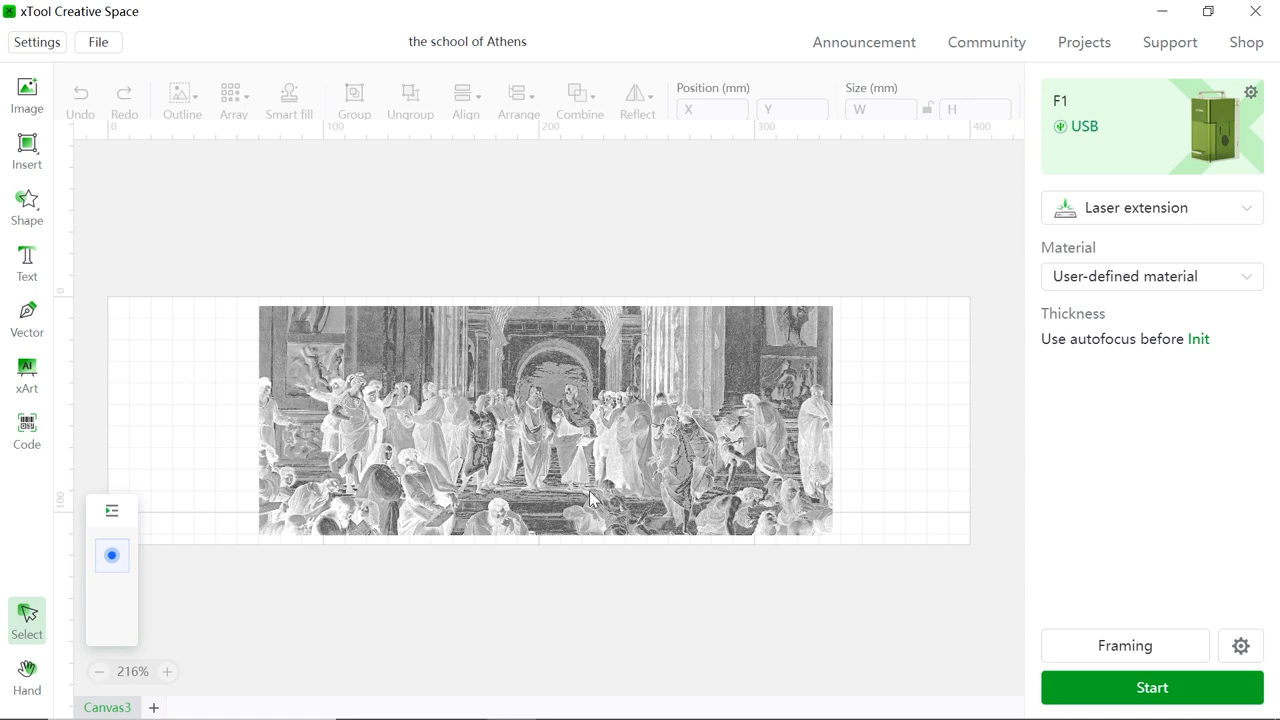 xTool Creative Space
Settings
File
the school of Athens
Announcement
Community
Projects
Support
Shop
Image
Insert
Shape
Text
Vector
AI
xArt
Code
Select
Hand
Undo
Redo
Outline
Array
Smart fill
Group
Ungroup
Align
Arrange
Combine
Reflect
Position (mm)
X
Y
Size (mm)
W
H
0
100
200
300
400
0
100
216%
Canvas3
F1
USB
Laser extension
Material
User-defined material
Thickness
Use autofocus before Init
Framing
Start